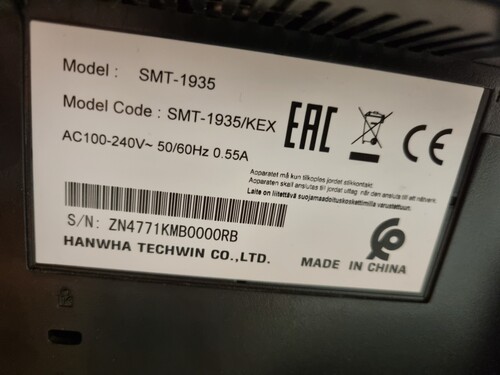 Model : SMT-1935
Model Code : SMT-1935/KEX
AC100-240V~ 50/60Hz 0.55A
EAC
CE
Apparatet må kun tilkoples jordet stikkontakt.
Apparaten skall anslutas till jordat uttag när den ansluts till ett nätverk.
Laite on liitettävä suojamaadoituskoskettimilla varustettuun.
S/N: ZN4771KMB0000RB
HANWHA TECHWIN CO.,LTD.
MADE IN CHINA